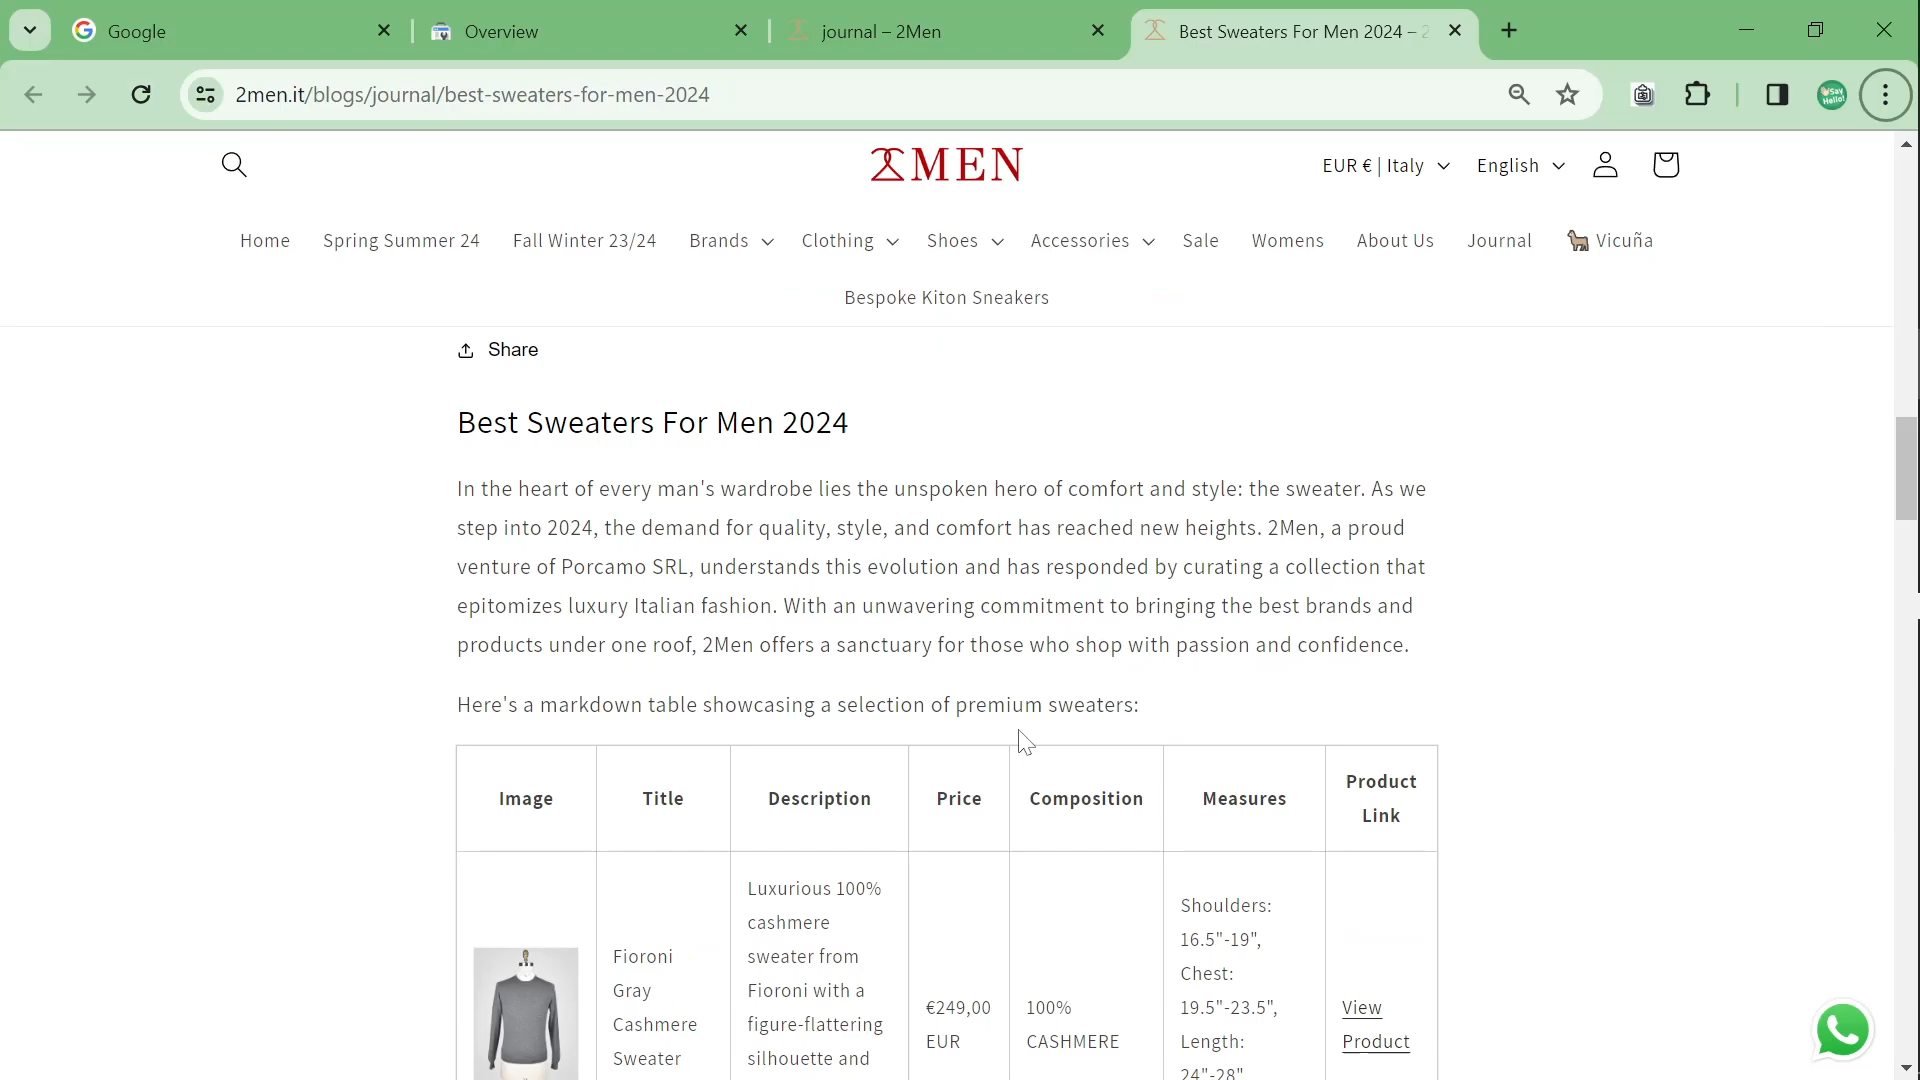 Google
Overview
journal – 2Men
Best Sweaters For Men 2024 – 2
2men.it/blogs/journal/best-sweaters-for-men-2024
Say Hello!
2MEN
EUR € | Italy
English
Home
Spring Summer 24
Fall Winter 23/24
Brands
Clothing
Shoes
Accessories
Sale
Womens
About Us
Journal
Vicuña
Bespoke Kiton Sneakers
Share
Best Sweaters For Men 2024
In the heart of every man's wardrobe lies the unspoken hero of comfort and style: the sweater. As we
step into 2024, the demand for quality, style, and comfort has reached new heights. 2Men, a proud
venture of Porcamo SRL, understands this evolution and has responded by curating a collection that
epitomizes luxury Italian fashion. With an unwavering commitment to bringing the best brands and
products under one roof, 2Men offers a sanctuary for those who shop with passion and confidence.
Here's a markdown table showcasing a selection of premium sweaters:
Image
Title
Description
Price
Composition
Measures
Product
Link
Fioroni
Gray
Cashmere
Sweater
Luxurious 100%
cashmere
sweater from
Fioroni with a
figure-flattering
silhouette and
€249,00
EUR
100%
CASHMERE
Shoulders:
16.5"-19",
Chest:
19.5"-23.5",
Length:
24"-28"
View
Product